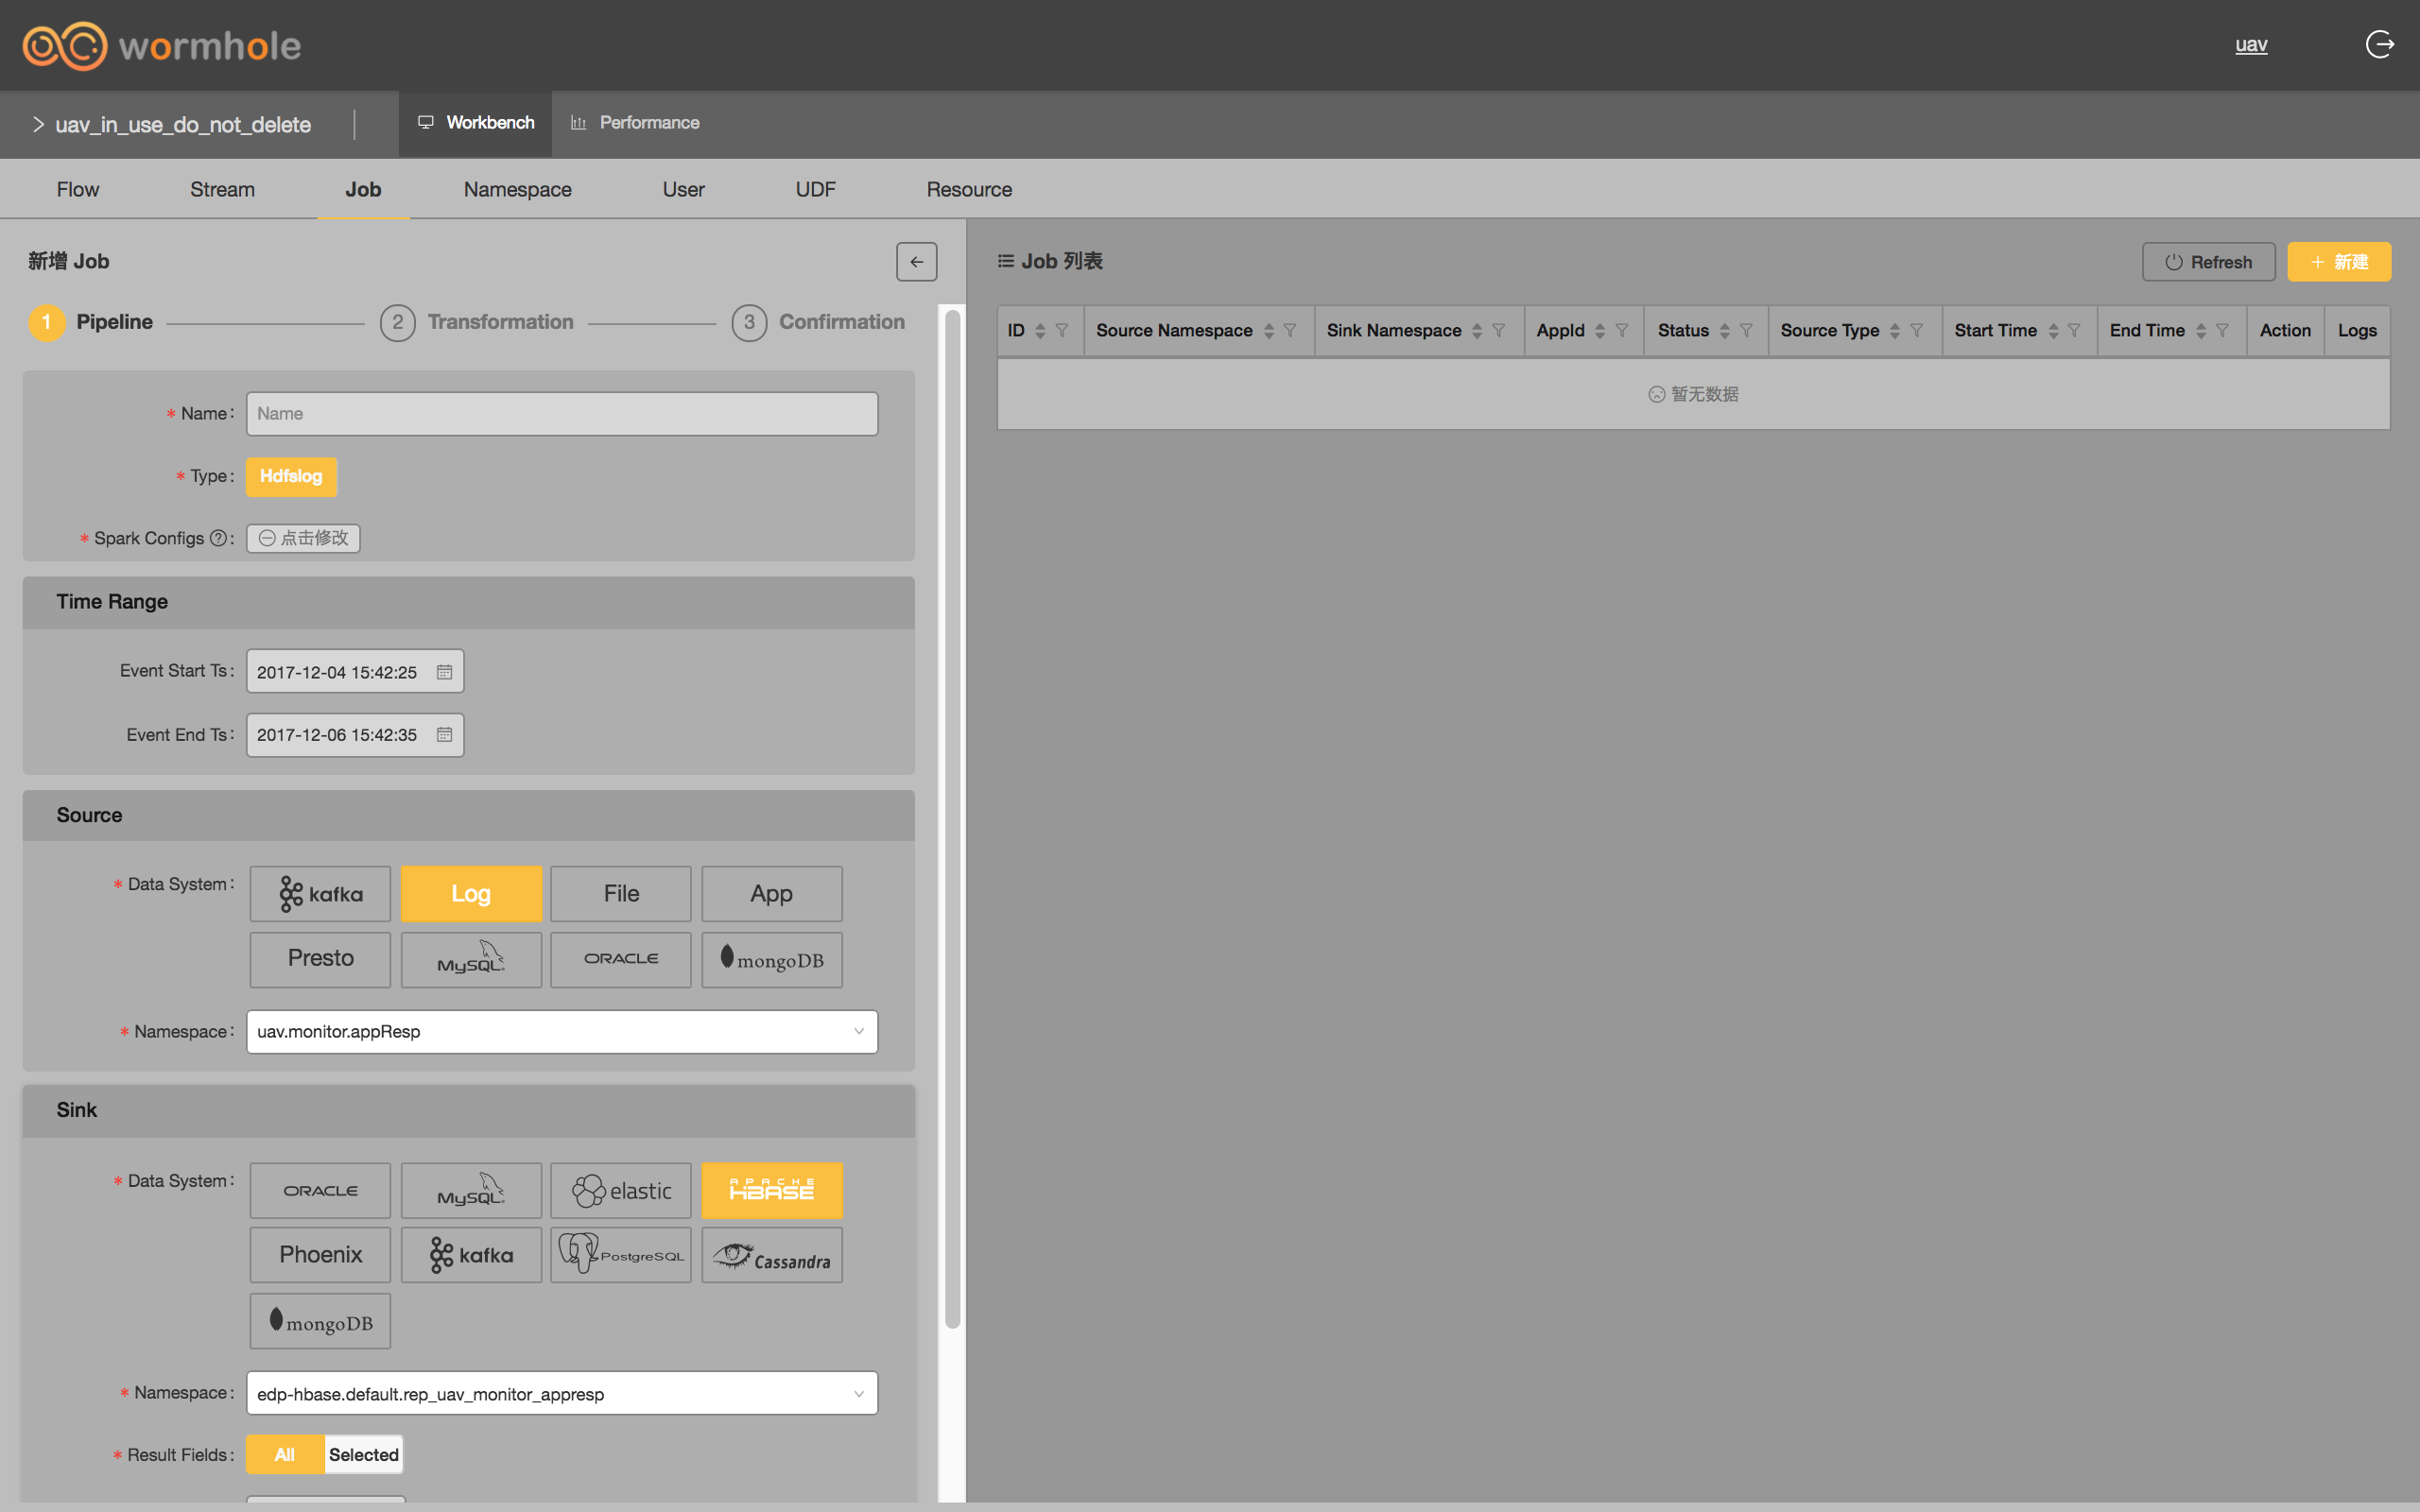 wormhole
uav
uav_in_use_do_not_delete
Workbench
Performance
Flow
Stream
Job
Namespace
User
UDF
Resource
新增 Job
1 Pipeline
2 Transformation
3 Confirmation
* Name :
Name
* Type :
Hdfslog
* Spark Configs ? :
点击修改
Time Range
Event Start Ts :
2017-12-04 15:42:25
Event End Ts :
2017-12-06 15:42:35
Source
* Data System :
kafka
Log
File
App
Presto
MySQL
ORACLE
mongoDB
* Namespace :
uav.monitor.appResp
Sink
* Data System :
ORACLE
MySQL
elastic
APACHE
HBASE
Phoenix
kafka
PostgreSQL
Cassandra
mongoDB
* Namespace :
edp-hbase.default.rep_uav_monitor_appresp
* Result Fields :
All
Selected
Job 列表
Refresh
+ 新建
ID
Source Namespace
Sink Namespace
AppId
Status
Source Type
Start Time
End Time
Action
Logs
暂无数据